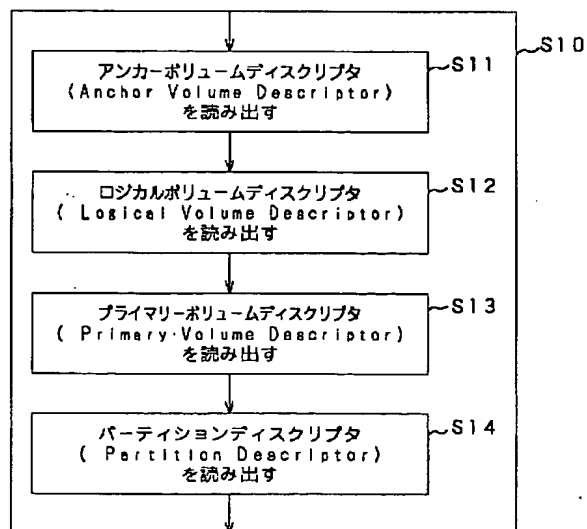 S10
アンカーボリュームディスクリプタ
(Anchor Volume Descriptor)
を読み出す
S11
ロジカルボリュームディスクリプタ
( Logical Volume Descriptor)
を読み出す
S12
プライマリーボリュームディスクリプタ
( Primary·Volume Descriptor)
を読み出す
S13
パーティションディスクリプタ
( Partition Descriptor)
を読み出す
S14